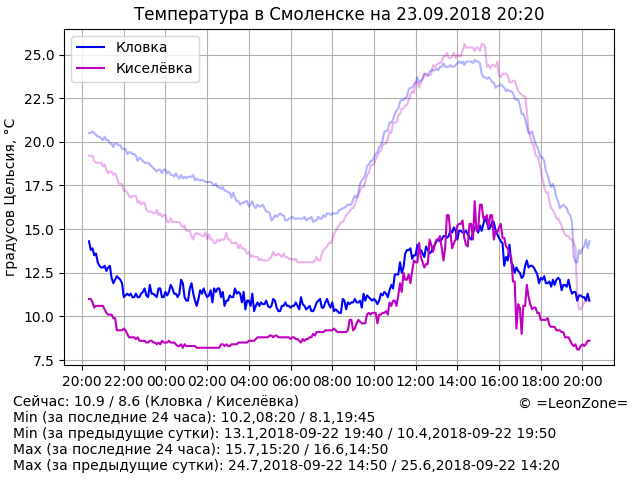 Температура в Смоленске на 23.09.2018 20:20
Кловка
Киселёвка
градусов Цельсия, °C
25.0
22.5
20.0
17.5
15.0
12.5
10.0
7.5
20:00 22:00 00:00 02:00 04:00 06:00 08:00 10:00 12:00 14:00 16:00 18:00 20:00
Сейчас: 10.9 / 8.6 (Кловка / Киселёвка)
© =LeonZone=
Min (за последние 24 часа): 10.2,08:20 / 8.1,19:45
Min (за предыдущие сутки): 13.1,2018-09-22 19:40 / 10.4,2018-09-22 19:50
Max (за последние 24 часа): 15.7,15:20 / 16.6,14:50
Max (за предыдущие сутки): 24.7,2018-09-22 14:50 / 25.6,2018-09-22 14:20